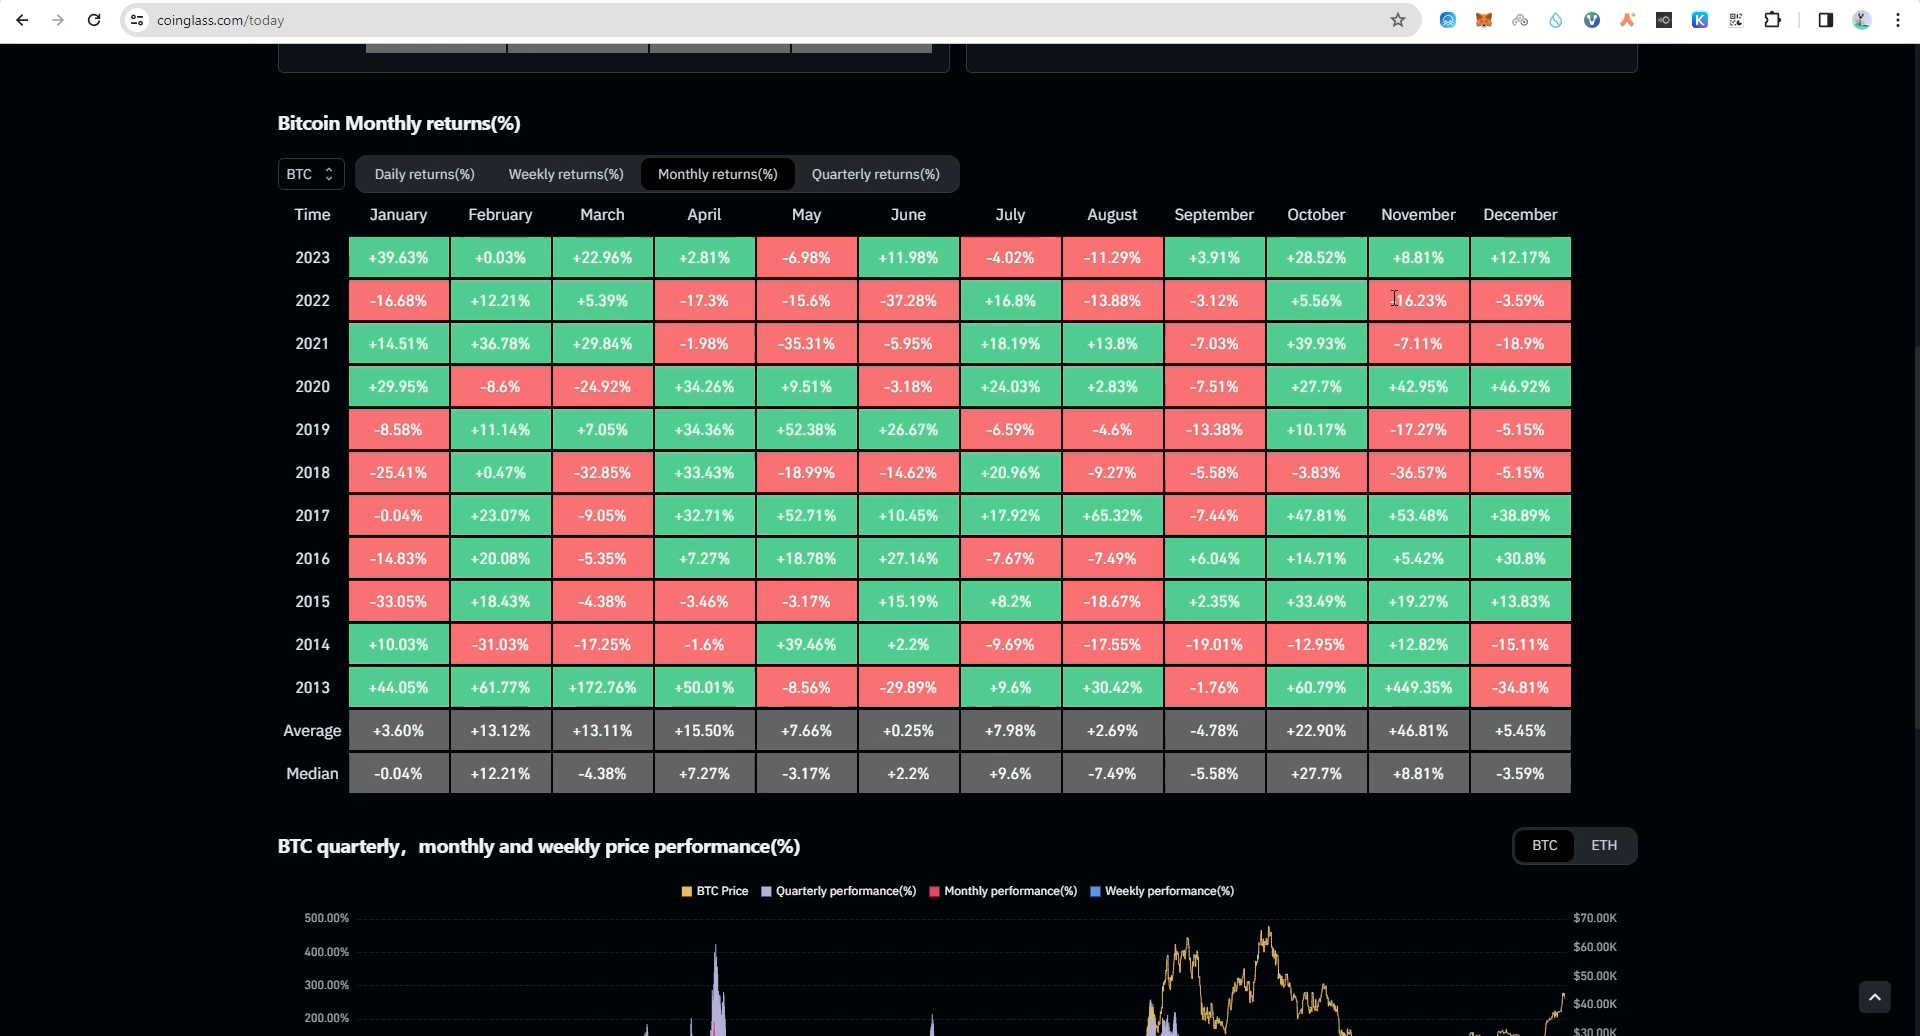 coinglass.com/today
Bitcoin Monthly returns(%)
BTC Daily returns(%) Weekly returns(%) Monthly returns(%) Quarterly returns(%)
Time January February March April May June July August September October November December
2023 +39.63% +0.03% +22.96% +2.81% -6.98% +11.98% -4.02% -11.29% +3.91% +28.52% +8.81% +12.17%
2022 -16.68% +12.21% +5.39% -17.3% -15.6% -37.28% +16.8% -13.88% -3.12% +5.56% -16.23% -3.59%
2021 +14.51% +36.78% +29.84% -1.98% -35.31% -5.95% +18.19% +13.8% -7.03% +39.93% -7.11% -18.9%
2020 +29.95% -8.6% -24.92% +34.26% +9.51% -3.18% +24.03% +2.83% -7.51% +27.7% +42.95% +46.92%
2019 -8.58% +11.14% +7.05% +34.36% +52.38% +26.67% -6.59% -4.6% -13.38% +10.17% -17.27% -5.15%
2018 -25.41% +0.47% -32.85% +33.43% -18.99% -14.62% +20.96% -9.27% -5.58% -3.83% -36.57% -5.15%
2017 -0.04% +23.07% -9.05% +32.71% +52.71% +10.45% +17.92% +65.32% -7.44% +47.81% +53.48% +38.89%
2016 -14.83% +20.08% -5.35% +7.27% +18.78% +27.14% -7.67% -7.49% +6.04% +14.71% +5.42% +30.8%
2015 -33.05% +18.43% -4.38% -3.46% -3.17% +15.19% +8.2% -18.67% +2.35% +33.49% +19.27% +13.83%
2014 +10.03% -31.03% -17.25% -1.6% +39.46% +2.2% -9.69% -17.55% -19.01% -12.95% +12.82% -15.11%
2013 +44.05% +61.77% +172.76% +50.01% -8.56% -29.89% +9.6% +30.42% -1.76% +60.79% +449.35% -34.81%
Average +3.60% +13.12% +13.11% +15.50% +7.66% +0.25% +7.98% +2.69% -4.78% +22.90% +46.81% +5.45%
Median -0.04% +12.21% -4.38% +7.27% -3.17% +2.2% +9.6% -7.49% -5.58% +27.7% +8.81% -3.59%
BTC quarterly，monthly and weekly price performance(%) BTC ETH
BTC Price Quarterly performance(%) Monthly performance(%) Weekly performance(%)
500.00% $70.00K
400.00% $60.00K
300.00% $50.00K
200.00% $40.00K
$30.00K